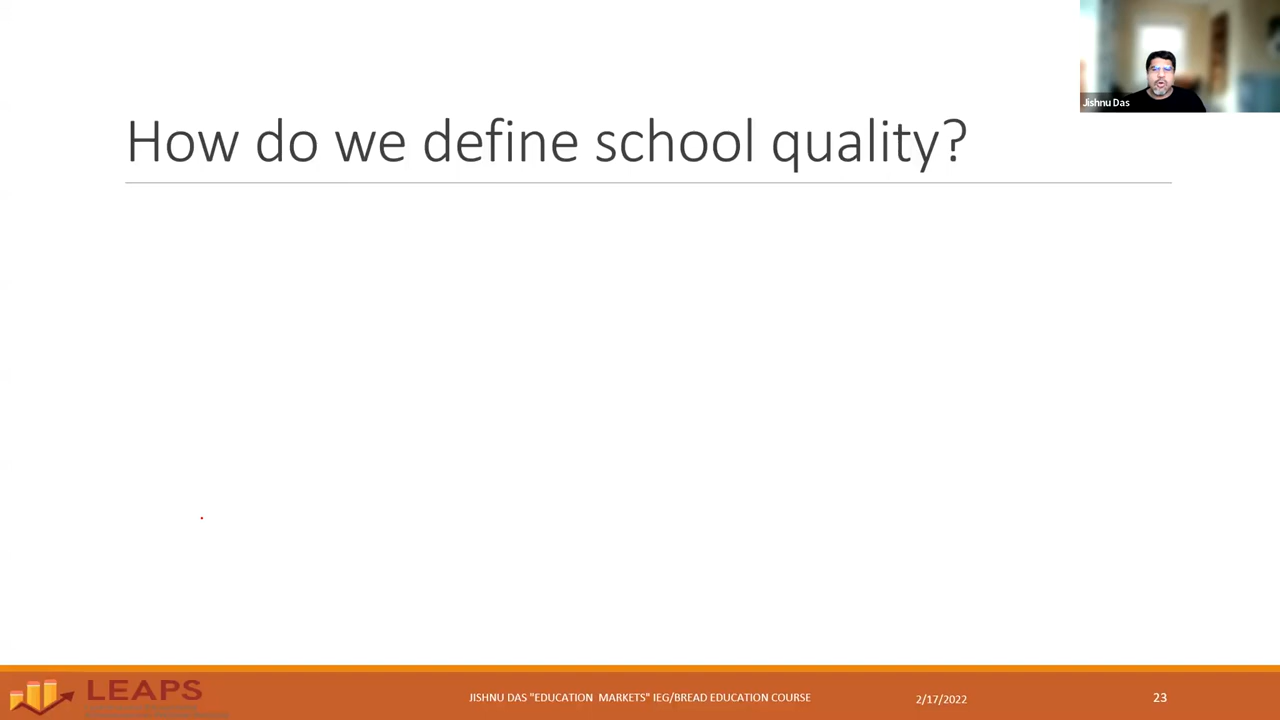 Jishnu Das
How do we define school quality?
LEAPS
JISHNU DAS "EDUCATION MARKETS" IEG/BREAD EDUCATION COURSE
2/17/2022
23